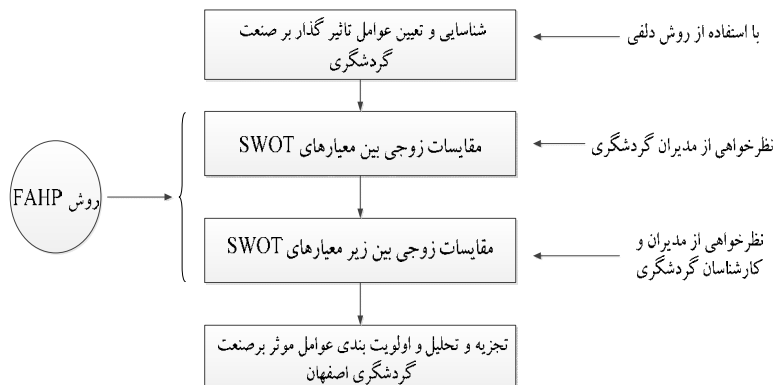 شناسایی و تعیین عوامل تاثیر گذار بر صنعت
گردشگری
با استفاده از روش دلفی
مقایسات زوجی بین معیارهای SWOT
نظرخواهی از مدیران گردشگری
روش FAHP
مقایسات زوجی بین زیر معیارهای SWOT
نظرخواهی از مدیران و
کارشناسان گردشگری
تجزیه و تحلیل و اولویت بندی عوامل موثر برصنعت
گردشگری اصفهان